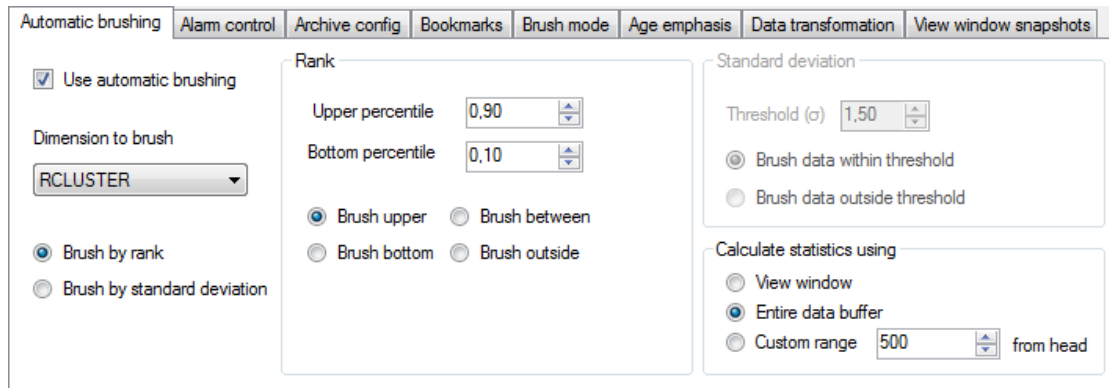 Automatic brushing Alarm control Archive config Bookmarks Brush mode Age emphasis Data transformation View window snapshots
Use automatic brushing
Dimension to brush
RCLUSTER
Brush by rank
Brush by standard deviation
Rank
Upper percentile 0,90
Bottom percentile 0,10
Brush upper Brush between
Brush bottom Brush outside
Standard deviation
Threshold (σ) 1,50
Brush data within threshold
Brush data outside threshold
Calculate statistics using
View window
Entire data buffer
Custom range 500 from head